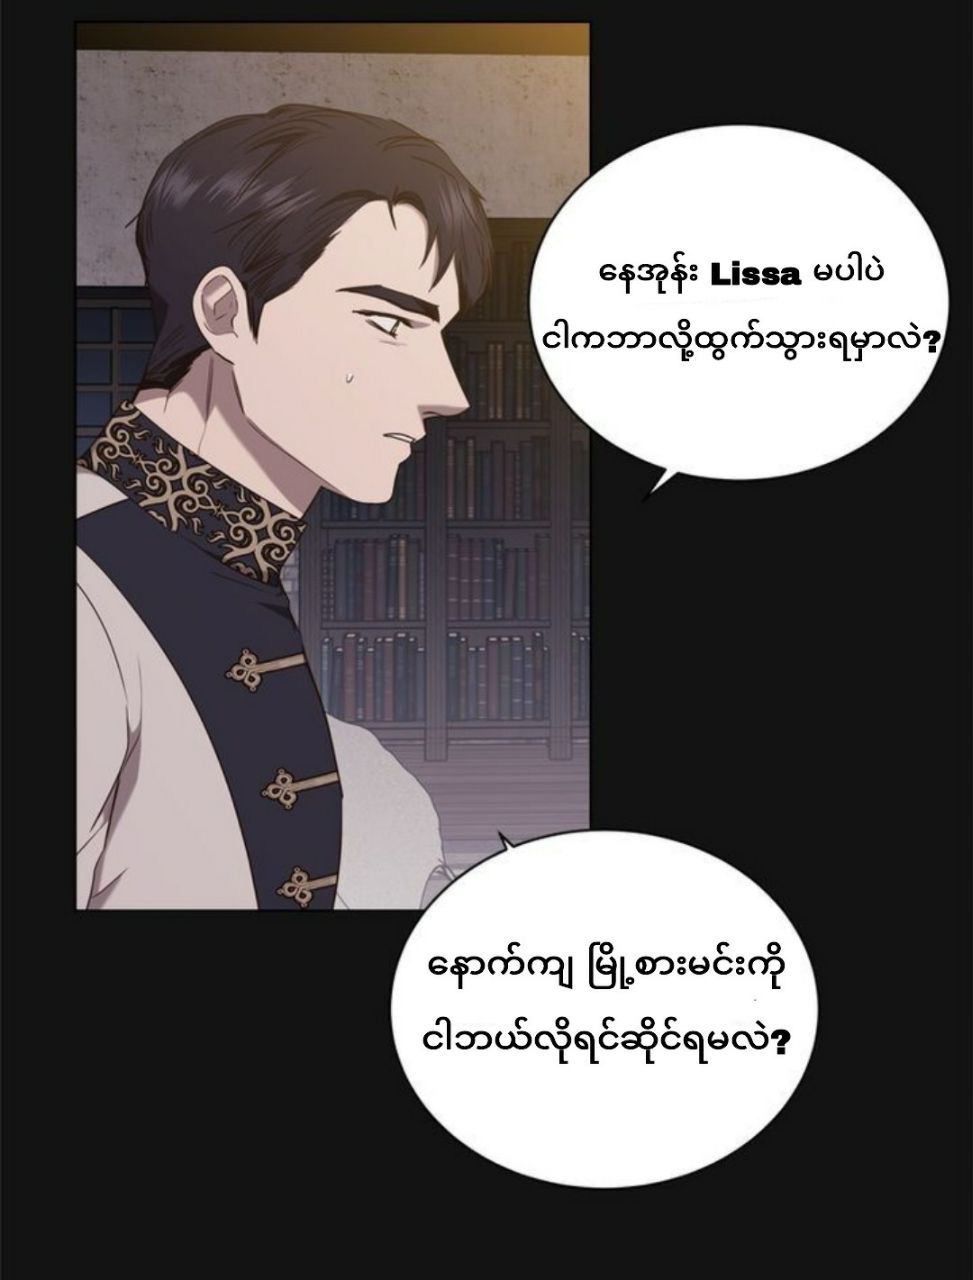 နေအုန်း Lissa မပါပဲ
ငါကဘာလို့ထွက်သွားရမှာလဲ?
နောက်ကျ မြို့စားမင်းကို
ငါဘယ်လိုရင်ဆိုင်ရမလဲ?